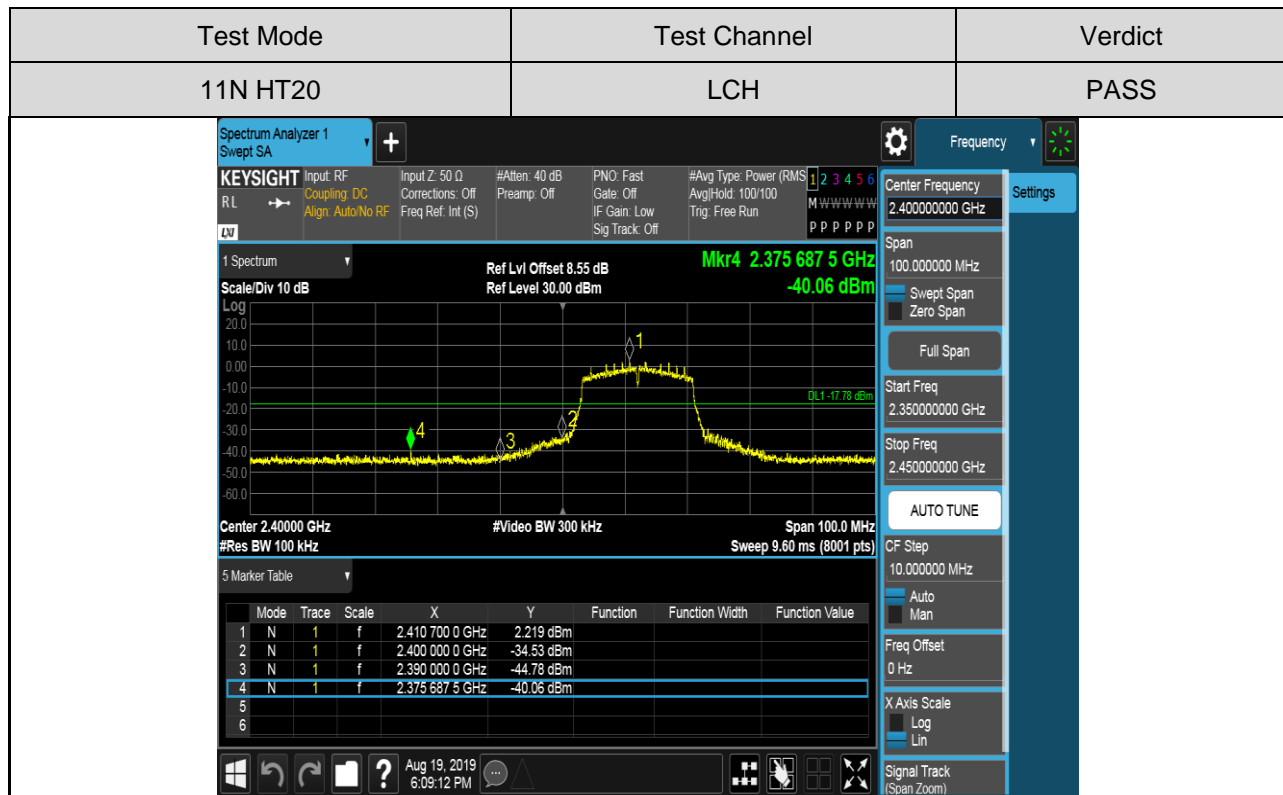 Test Mode Test Channel Verdict
11N HT20 LCH PASS
Spectrum Analyzer 1
Swept SA
+
Frequency
KEYSIGHT
RL
LXI
Input: RF
Coupling: DC
Align: Auto/No RF
Input Z: 50 Ω
Corrections: Off
Freq Ref: Int (S)
#Atten: 40 dB
Preamp: Off
PNO: Fast
Gate: Off
IF Gain: Low
Sig Track: Off
#Avg Type: Power (RMS
Avg|Hold: 100/100
Trig: Free Run
1 2 3 4 5 6
M W W W W W
P P P P P P
1 Spectrum
Scale/Div 10 dB
Ref Lvl Offset 8.55 dB
Ref Level 30.00 dBm
Mkr4 2.375 687 5 GHz
-40.06 dBm
Log
20.0
10.0
0.00
-10.0
-20.0
-30.0
-40.0
-50.0
-60.0
1
2
3
4
DL1 -17.78 dBm
Center 2.40000 GHz
#Res BW 100 kHz
#Video BW 300 kHz
Span 100.0 MHz
Sweep 9.60 ms (8001 pts)
5 Marker Table
Mode Trace Scale X Y Function Function Width Function Value
1 N 1 f 2.410 700 0 GHz 2.219 dBm
2 N 1 f 2.400 000 0 GHz -34.53 dBm
3 N 1 f 2.390 000 0 GHz -44.78 dBm
4 N 1 f 2.375 687 5 GHz -40.06 dBm
5
6
?
Aug 19, 2019
6:09:12 PM
Center Frequency
2.400000000 GHz
Settings
Span
100.000000 MHz
Swept Span
Zero Span
Full Span
Start Freq
2.350000000 GHz
Stop Freq
2.450000000 GHz
AUTO TUNE
CF Step
10.000000 MHz
Auto
Man
Freq Offset
0 Hz
X Axis Scale
Log
Lin
Signal Track
(Span Zoom)